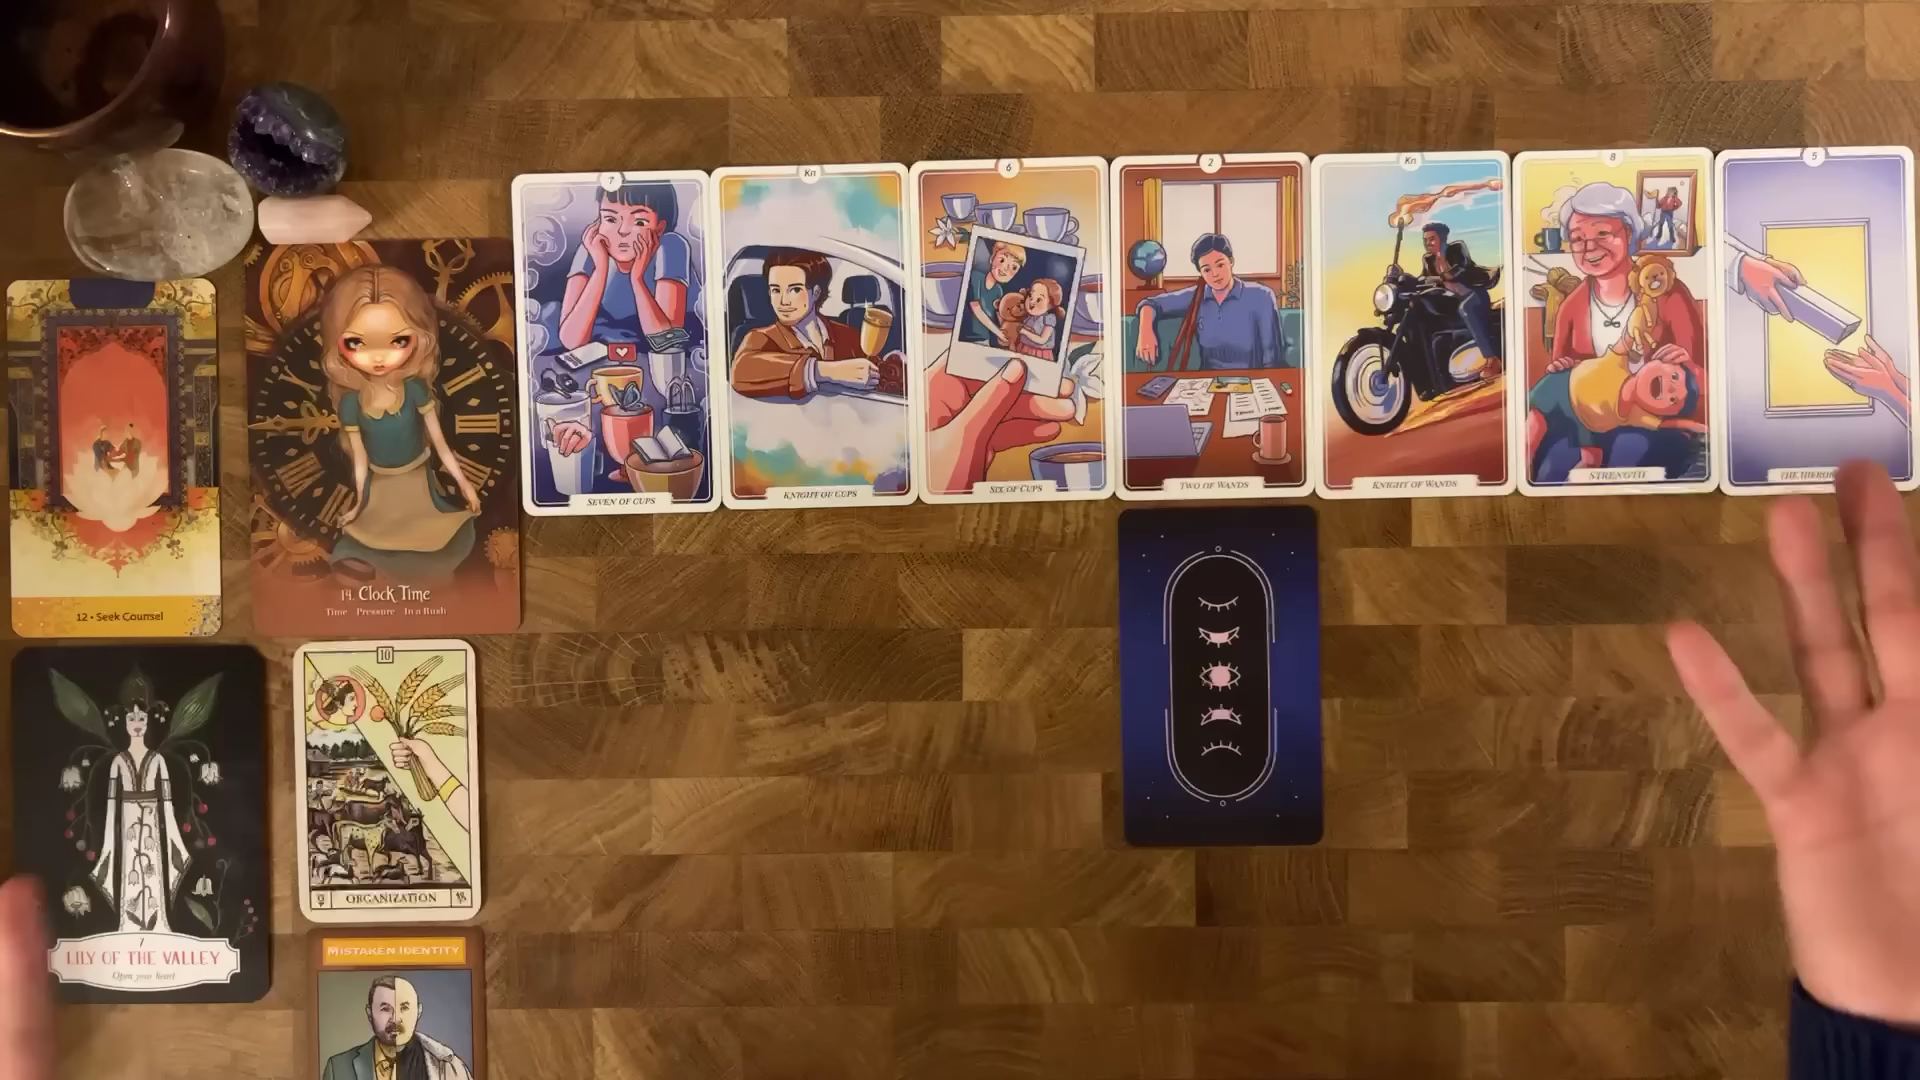 7
SEVEN OF CUPS
Kn
KNIGHT OF CUPS
6
SIX OF CUPS
2
TWO OF WANDS
Kn
KNIGHT OF WANDS
8
STRENGTH
5
THE
12 • Seek Counsel
14. Clock Time
Time Pressure In a Rush
1
LILY OF THE VALLEY
Open your heart
10
ORGANIZATION
MISTAKEN IDENTITY